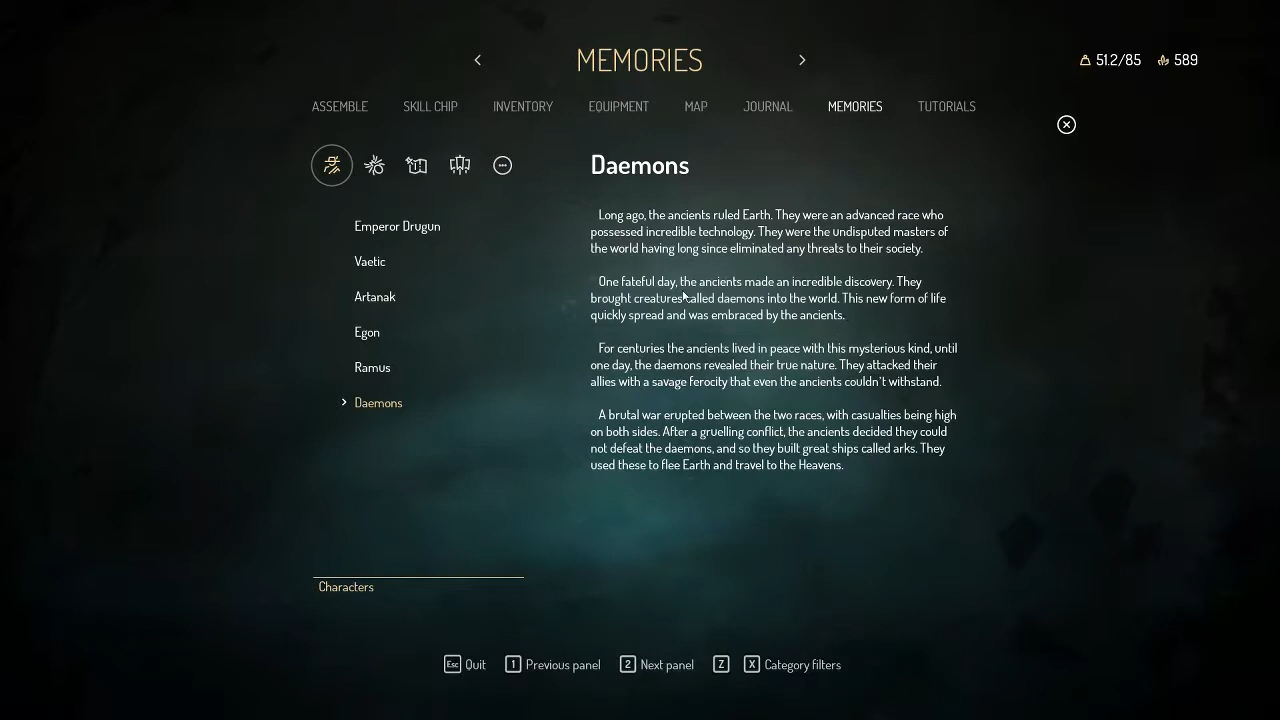 MEMORIES
51.2/85 589
ASSEMBLE SKILL CHIP INVENTORY EQUIPMENT MAP JOURNAL MEMORIES TUTORIALS
Daemons
Emperor Drugun
Vaetic
Artanak
Egon
Ramus
Daemons
Long ago, the ancients ruled Earth. They were an advanced race who
possessed incredible technology. They were the undisputed masters of
the world having long since eliminated any threats to their society.
One fateful day, the ancients made an incredible discovery. They
brought creatures called daemons into the world. This new form of life
quickly spread and was embraced by the ancients.
For centuries the ancients lived in peace with this mysterious kind, until
one day, the daemons revealed their true nature. They attacked their
allies with a savage ferocity that even the ancients couldn't withstand.
A brutal war erupted between the two races, with casualties being high
on both sides. After a gruelling conflict, the ancients decided they could
not defeat the daemons, and so they built great ships called arks. They
used these to flee Earth and travel to the Heavens.
Characters
Esc Quit 1 Previous panel 2 Next panel Z X Category filters